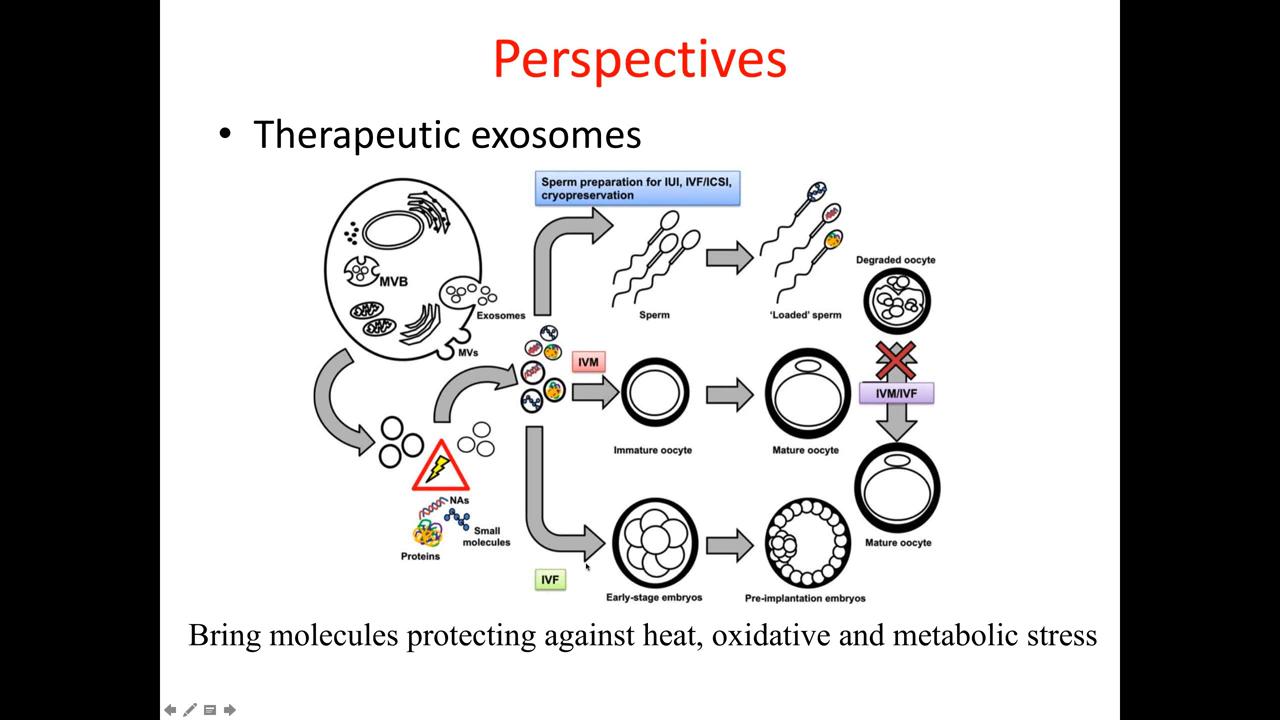 Perspectives
• Therapeutic exosomes
Sperm preparation for IUI, IVF/ICSI,
cryopreservation
MVB
Exosomes
MVs
Sperm
'Loaded' sperm
Degraded oocyte
IVM
IVM/IVF
Immature oocyte
Mature oocyte
Mature oocyte
NAs
Small
molecules
Proteins
IVF
Early-stage embryos
Pre-implantation embryos
Bring molecules protecting against heat, oxidative and metabolic stress